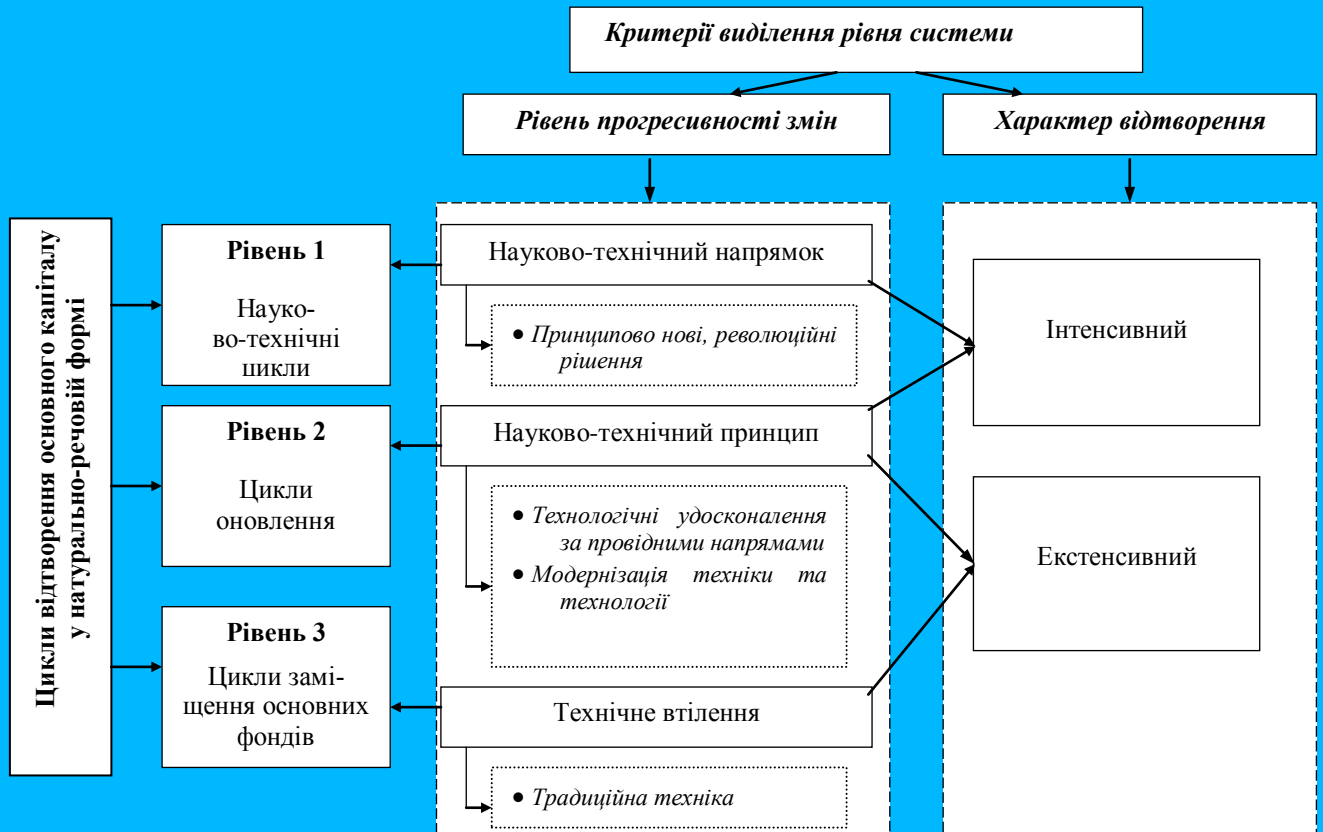 Критерії виділення рівня системи
Рівень прогресивності змін
Характер відтворення
Цикли відтворення основного капіталу
у натурально-речовій формі
Рівень 1
Науко-
во-технічні
цикли
Науково-технічний напрямок
• Принципово нові, революційні
рішення
Інтенсивний
Рівень 2
Цикли
оновлення
Науково-технічний принцип
• Технологічні удосконалення
за провідними напрямами
• Модернізація техніки та
технології
Екстенсивний
Рівень 3
Цикли замі-
щення основних
фондів
Технічне втілення
• Традиційна техніка